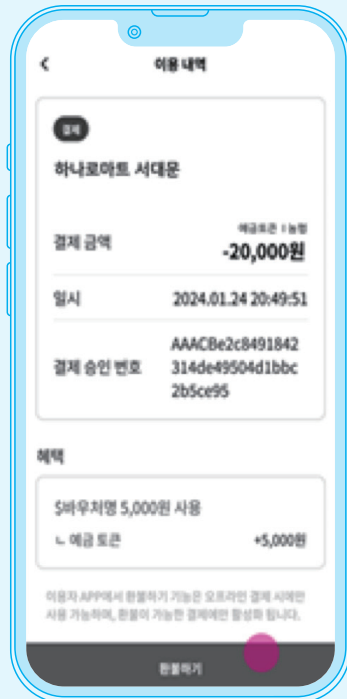 이용 내역
결제
하나로마트 서대문
예금토큰 I 농협
결제 금액
-20,000원
일시
2024.01.24 20:49:51
AAACBe2c8491842
결제 승인 번호
314de49504d1bbc
2b5ce95
혜택
$바우처명 5,000원 사용
ㄴ 예금 토큰
+5,000원
이용자 APP에서 환불하기 기능은 오프라인 결제 시에만
사용 가능하며, 환불이 가능한 결제에만 활성화 됩니다.
환불하기